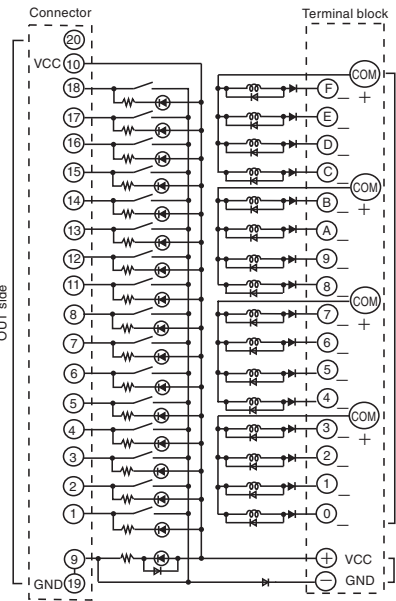 Connector Terminal block
20
VCC 10
COM
+
18 F _
17 E _
16 D _
15 C _
COM
+
14 B _
13 A _
12 9 _
11 8 _
COM
+
8 7 _
7 6 _
6 5 _
5 4 _
COM
+
4 3 _
3 2 _
2 1 _
1 0 _
9 + VCC
GND 19 − GND
OUT side